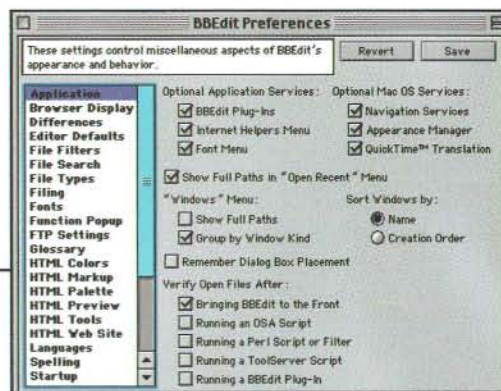 BBEdit Preferences
These settings control miscellaneous aspects of BBEdit's
appearance and behavior.
Revert
Save
Application
Browser Display
Differences
Editor Defaults
File Filters
File Search
File Types
Filing
Fonts
Function Popup
FTP Settings
Glossary
HTML Colors
HTML Markup
HTML Palette
HTML Preview
HTML Tools
HTML Web Site
Languages
Spelling
Startup
Optional Application Services:
BBEdit Plug-Ins
Internet Helpers Menu
Font Menu
Optional Mac OS Services:
Navigation Services
Appearance Manager
QuickTime™ Translation
Show Full Paths in "Open Recent" Menu
"Windows" Menu:
Show Full Paths
Group by Window Kind
Sort Windows by:
Name
Creation Order
Remember Dialog Box Placement
Verify Open Files After:
Bringing BBEdit to the Front
Running an OSA Script
Running a Perl Script or Filter
Running a ToolServer Script
Running a BBEdit Plug-In